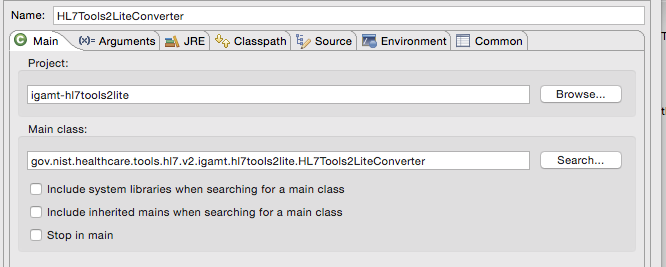 Name: HL7Tools2LiteConverter
Main (x)= Arguments JRE Classpath Source Environment Common
Project:
igamt-hl7tools2lite Browse...
Main class:
gov.nist.healthcare.tools.hl7.v2.igamt.hl7tools2lite.HL7Tools2LiteConverter Search...
Include system libraries when searching for a main class
Include inherited mains when searching for a main class
Stop in main